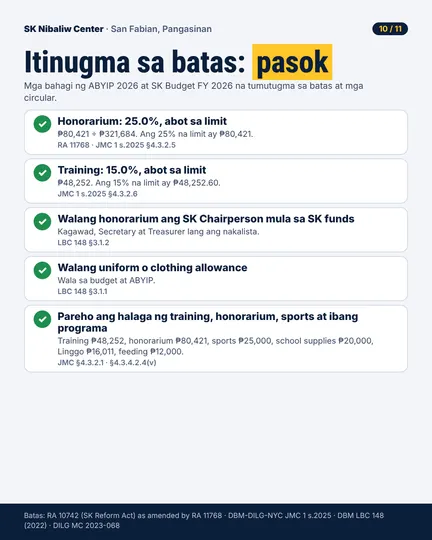 SK Nibaliw Center · San Fabian, Pangasinan
10 / 11
Itinugma sa batas: pasok
Mga bahagi ng ABYIP 2026 at SK Budget FY 2026 na tumutugma sa batas at mga
circular.
Honorarium: 25.0%, abot sa limit
₱80,421 ÷ ₱321,684. Ang 25% na limit ay ₱80,421.
RA 11768 · JMC 1 s.2025 §4.3.2.5
Training: 15.0%, abot sa limit
₱48,252. Ang 15% na limit ay ₱48,252.60.
JMC 1 s.2025 §4.3.2.6
Walang honorarium ang SK Chairperson mula sa SK funds
Kagawad, Secretary at Treasurer lang ang nakalista.
LBC 148 §3.1.2
Walang uniform o clothing allowance
Wala sa budget at ABYIP.
LBC 148 §3.1.1
Pareho ang halaga ng training, honorarium, sports at ibang
programa
Training ₱48,252, honorarium ₱80,421, sports ₱25,000, school supplies ₱20,000,
Linggo ₱16,011, feeding ₱12,000.
JMC §4.3.2.1 · §4.3.4.2.4(v)
Batas: RA 10742 (SK Reform Act) as amended by RA 11768 · DBM-DILG-NYC JMC 1 s.2025 · DBM LBC 148
(2022) · DILG MC 2023-068